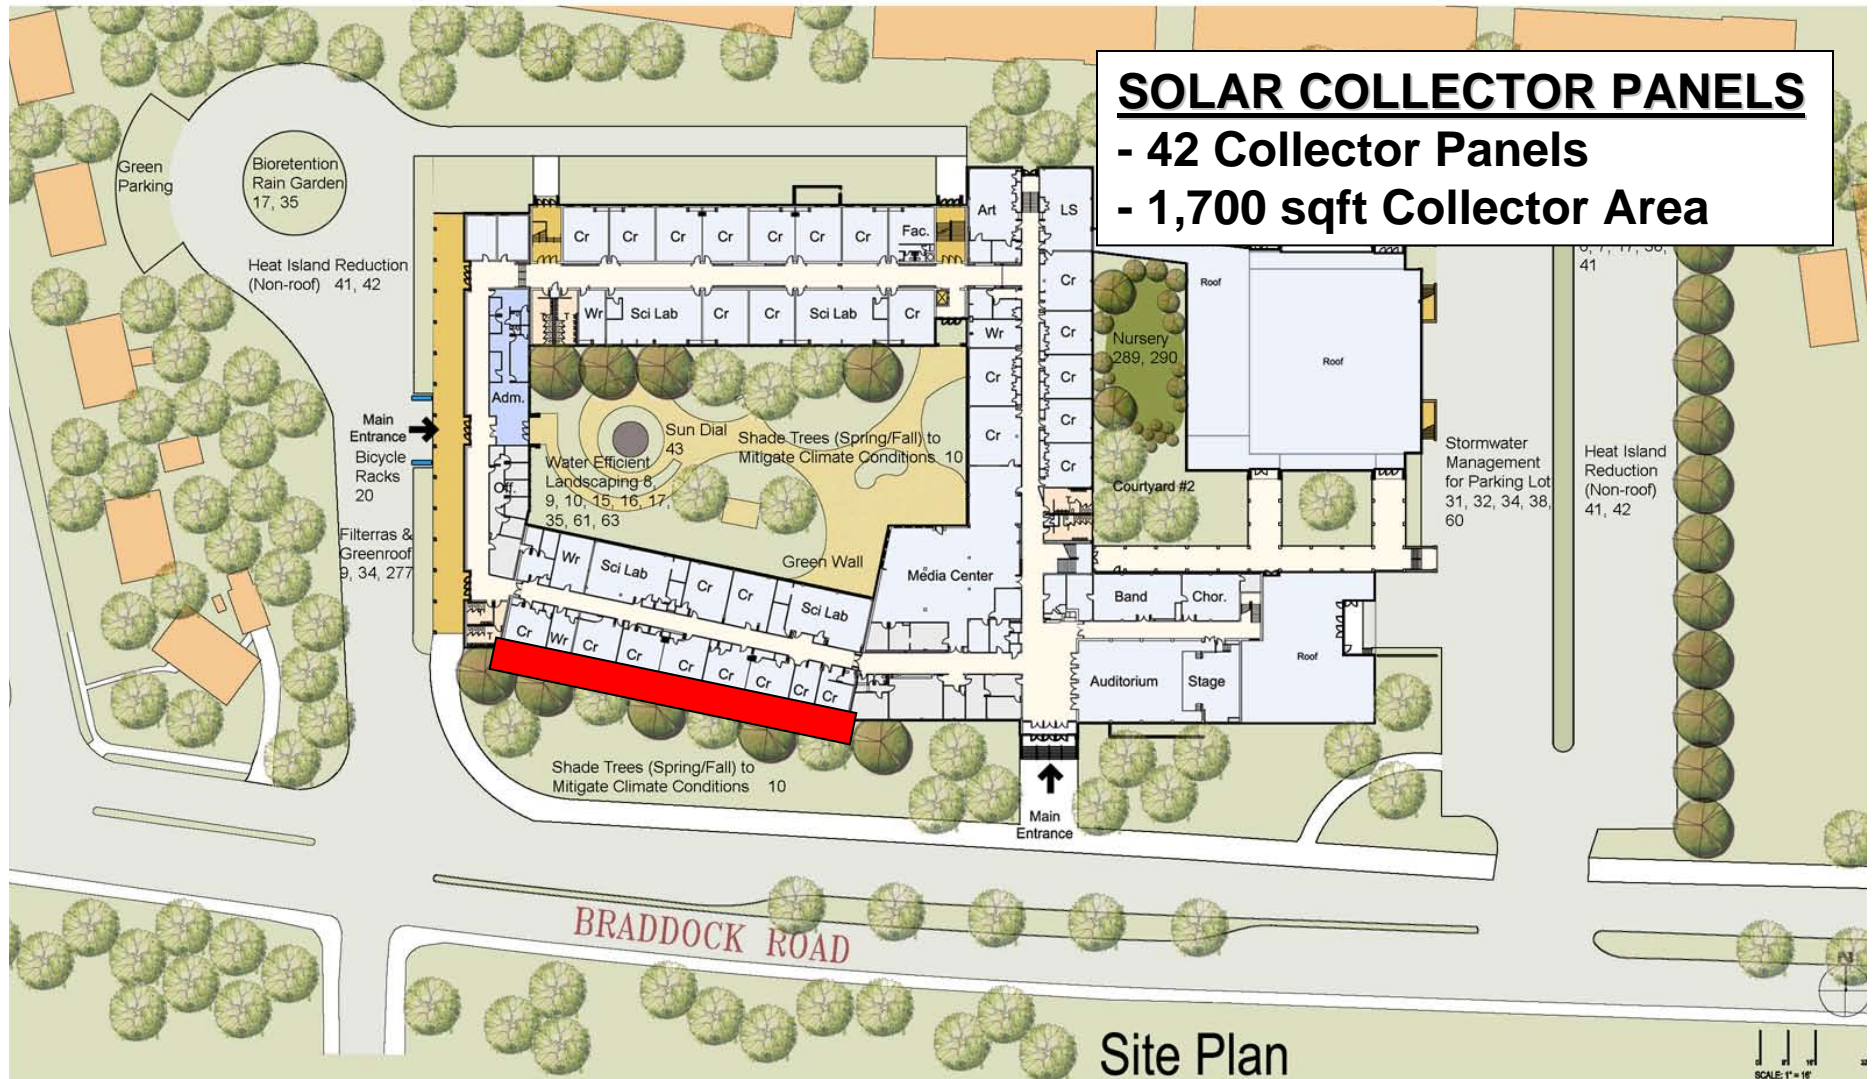 SOLAR COLLECTOR PANELS
- 42 Collector Panels
- 1,700 sqft Collector Area
Green
Parking
Bioretention
Rain Garden
17, 35
Heat Island Reduction
(Non-roof) 41, 42
Cr
Cr
Cr
Cr
Cr
Cr
Cr
Fac.
Art
LS
Cr
Wr
Sci Lab
Cr
Cr
Sci Lab
Cr
Wr
Cr
Cr
Cr
Cr
Cr
Cr
Nursery
289, 290
Roof
Roof
41
Adm.
Main
Entrance
Bicycle
Racks
20
Off.
Sun Dial
43
Shade Trees (Spring/Fall) to
Mitigate Climate Conditions 10
Water Efficient
Landscaping 8,
9, 10, 15, 16, 17,
35, 61, 63
Courtyard #2
Stormwater
Management
for Parking Lot
31, 32, 34, 38,
60
Heat Island
Reduction
(Non-roof)
41, 42
Filterras &
Greenroof
9, 34, 277
Green Wall
Wr
Sci Lab
Cr
Cr
Sci Lab
Media Center
Band
Chor.
Cr
Wr
Cr
Cr
Cr
Cr
Cr
Cr
Cr
Auditorium
Stage
Roof
Shade Trees (Spring/Fall) to
Mitigate Climate Conditions 10
Main
Entrance
BRADDOCK ROAD
Site Plan
SCALE: 1" = 16'